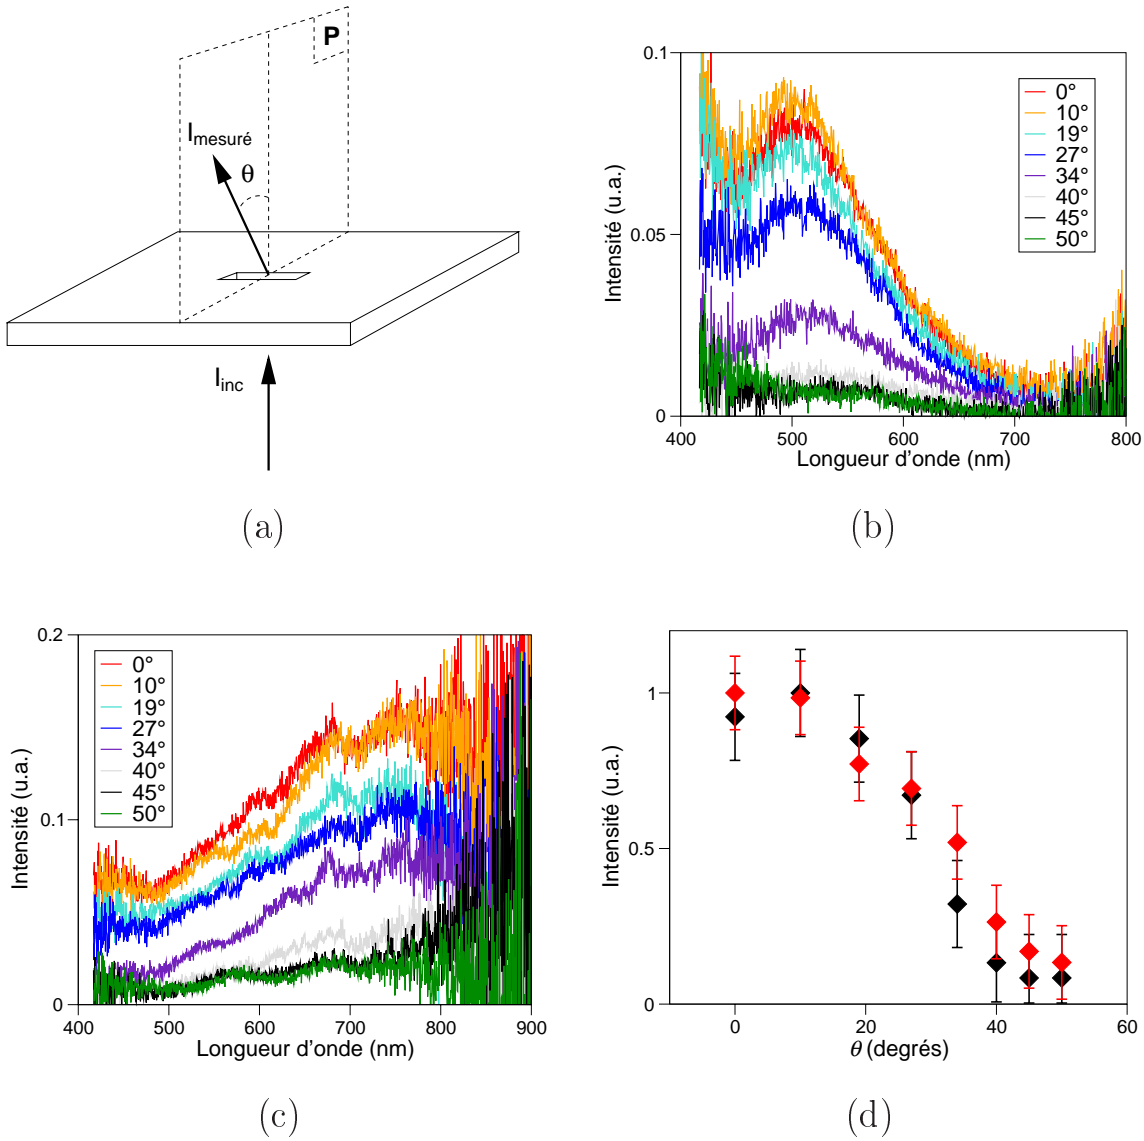 P
Imesuré
θ
Iinc
(a)
0.1
0.05
0
Intensité (u.a.)
0°
10°
19°
27°
34°
40°
45°
50°
400 500 600 700 800
Longueur d'onde (nm)
(b)
0.2
0.1
0
Intensité (u.a.)
0°
10°
19°
27°
34°
40°
45°
50°
400 500 600 700 800 900
Longueur d'onde (nm)
(c)
1
0.5
0
Intensité (u.a.)
0 20 40 60
θ (degrés)
(d)